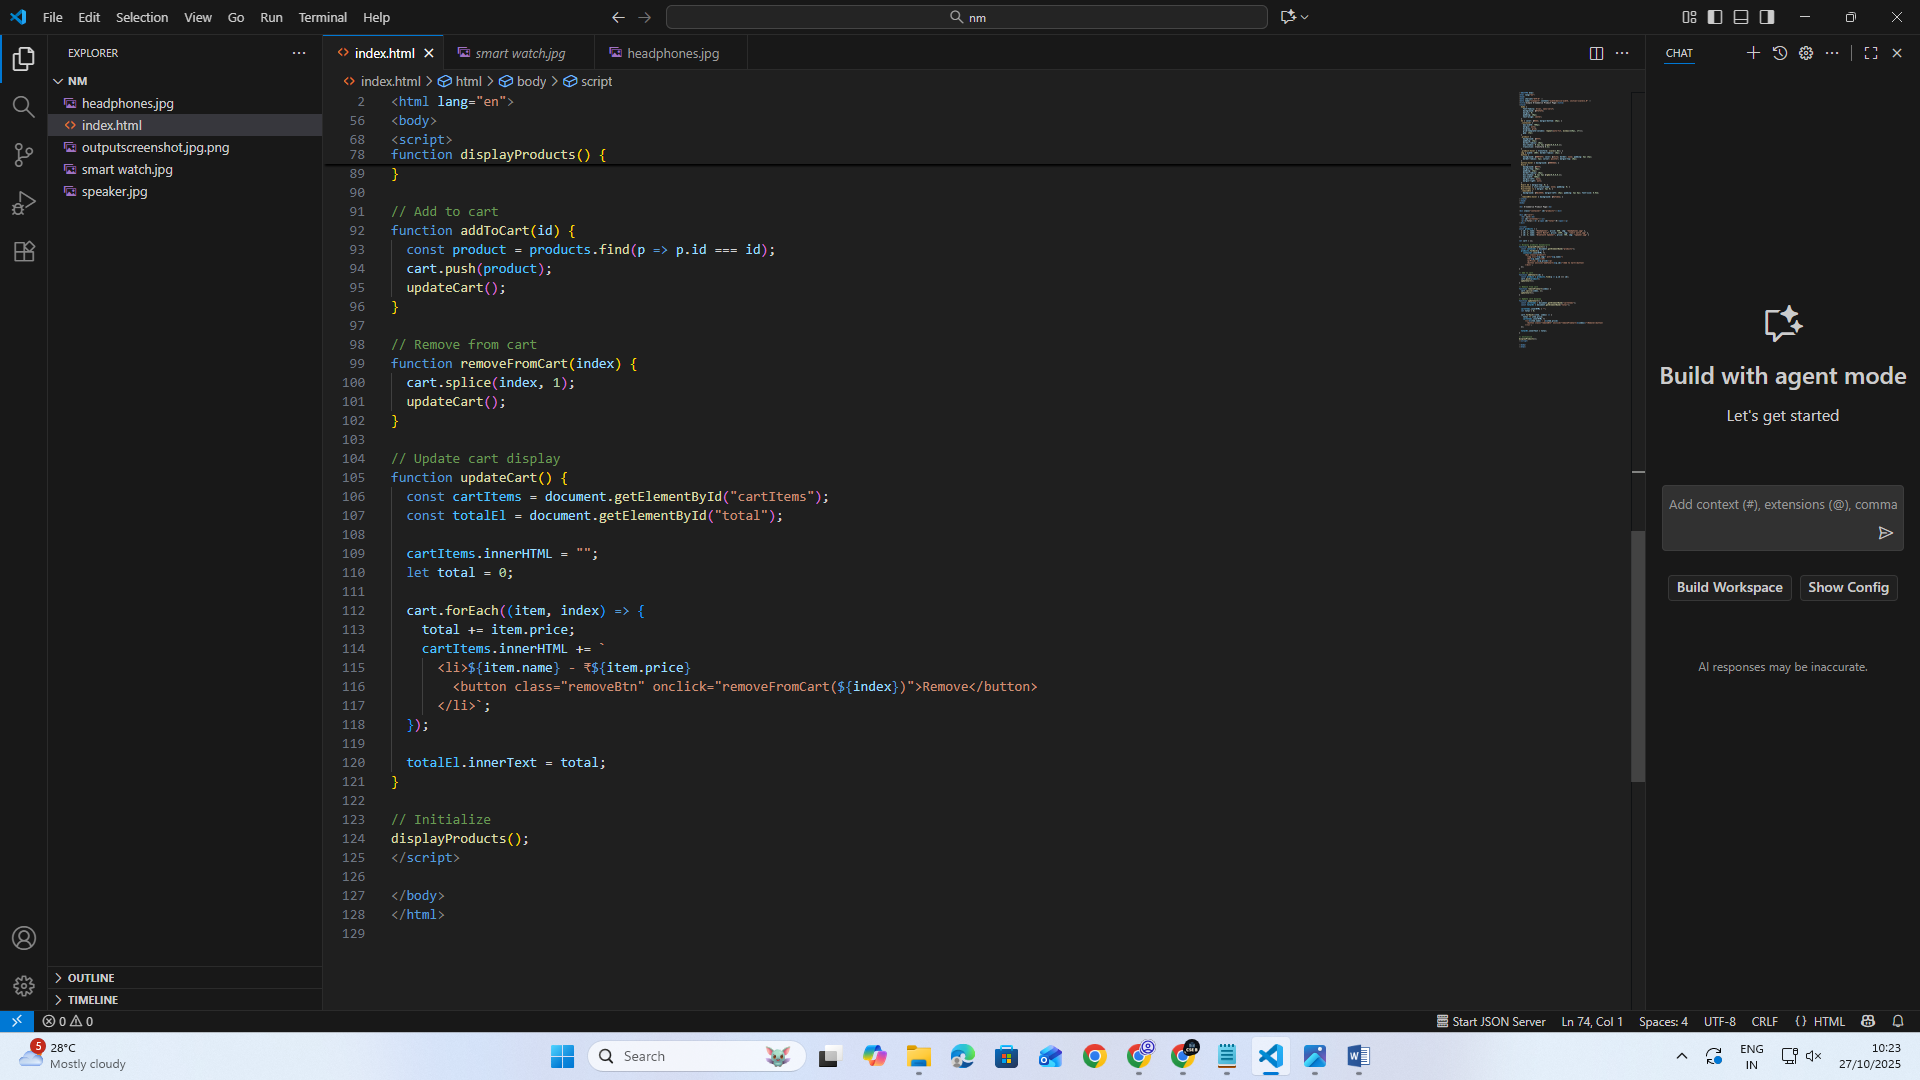 File Edit Selection View Go Run Terminal Help
nm
EXPLORER
NM
headphones.jpg
index.html
outputscreenshot.jpg.png
smart watch.jpg
speaker.jpg
OUTLINE
TIMELINE
index.html
smart watch.jpg
headphones.jpg
index.html > html > body > script
2 <html lang="en">
56 <body>
68 <script>
78 function displayProducts() {
89 }
90
91 // Add to cart
92 function addToCart(id) {
93 const product = products.find(p => p.id === id);
94 cart.push(product);
95 updateCart();
96 }
97
98 // Remove from cart
99 function removeFromCart(index) {
100 cart.splice(index, 1);
101 updateCart();
102 }
103
104 // Update cart display
105 function updateCart() {
106 const cartItems = document.getElementById("cartItems");
107 const totalEl = document.getElementById("total");
108
109 cartItems.innerHTML = "";
110 let total = 0;
111
112 cart.forEach((item, index) => {
113 total += item.price;
114 cartItems.innerHTML += `
115 <li>${item.name} - ₹${item.price}
116 <button class="removeBtn" onclick="removeFromCart(${index})">Remove</button>
117 </li>`;
118 });
119
120 totalEl.innerText = total;
121 }
122
123 // Initialize
124 displayProducts();
125 </script>
126
127 </body>
128 </html>
129
CHAT
Build with agent mode
Let's get started
Add context (#), extensions (@), comma
Build Workspace Show Config
AI responses may be inaccurate.
0 0
Start JSON Server Ln 74, Col 1 Spaces: 4 UTF-8 CRLF {} HTML
5
28°C
Mostly cloudy
Search
ENG
IN
10:23
27/10/2025